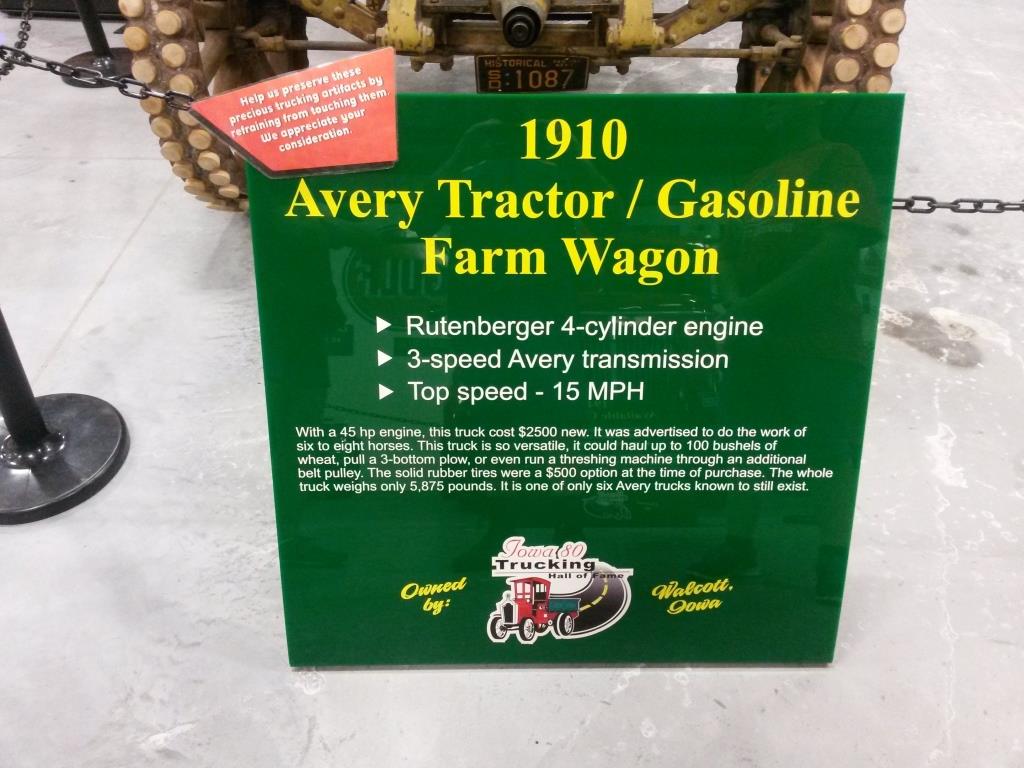 HISTORICAL
SD:1087
Help us preserve these
precious trucking artifacts by
refraining from touching them.
We appreciate your
consideration.
1910
Avery Tractor / Gasoline
Farm Wagon
Rutenberger 4-cylinder engine
3-speed Avery transmission
Top speed - 15 MPH
With a 45 hp engine, this truck cost $2500 new. It was advertised to do the work of
six to eight horses. This truck is so versatile, it could haul up to 100 bushels of
wheat, pull a 3-bottom plow, or even run a threshing machine through an additional
belt pulley. The solid rubber tires were a $500 option at the time of purchase. The whole
truck weighs only 5,875 pounds. It is one of only six Avery trucks known to still exist.
Owned
by:
Iowa 80
Trucking
Hall of Fame
Walcott,
Iowa